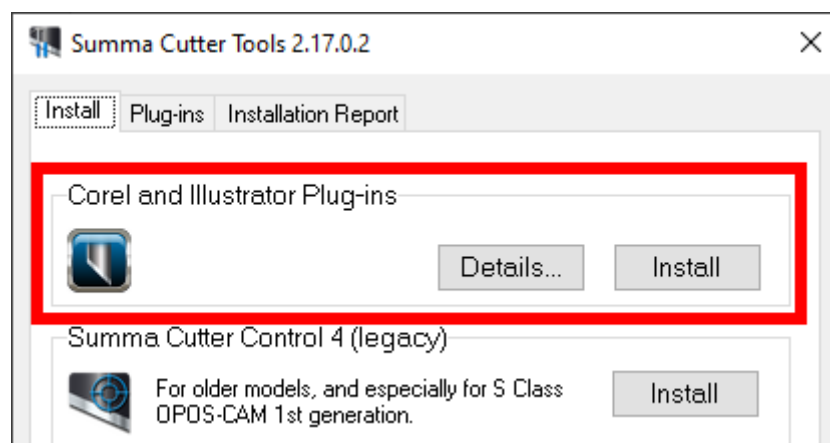 Summa Cutter Tools 2.17.0.2
Install Plug-ins Installation Report
Corel and Illustrator Plug-ins
Details... Install
Summa Cutter Control 4 (legacy)
For older models, and especially for S Class
OPOS-CAM 1st generation.
Install